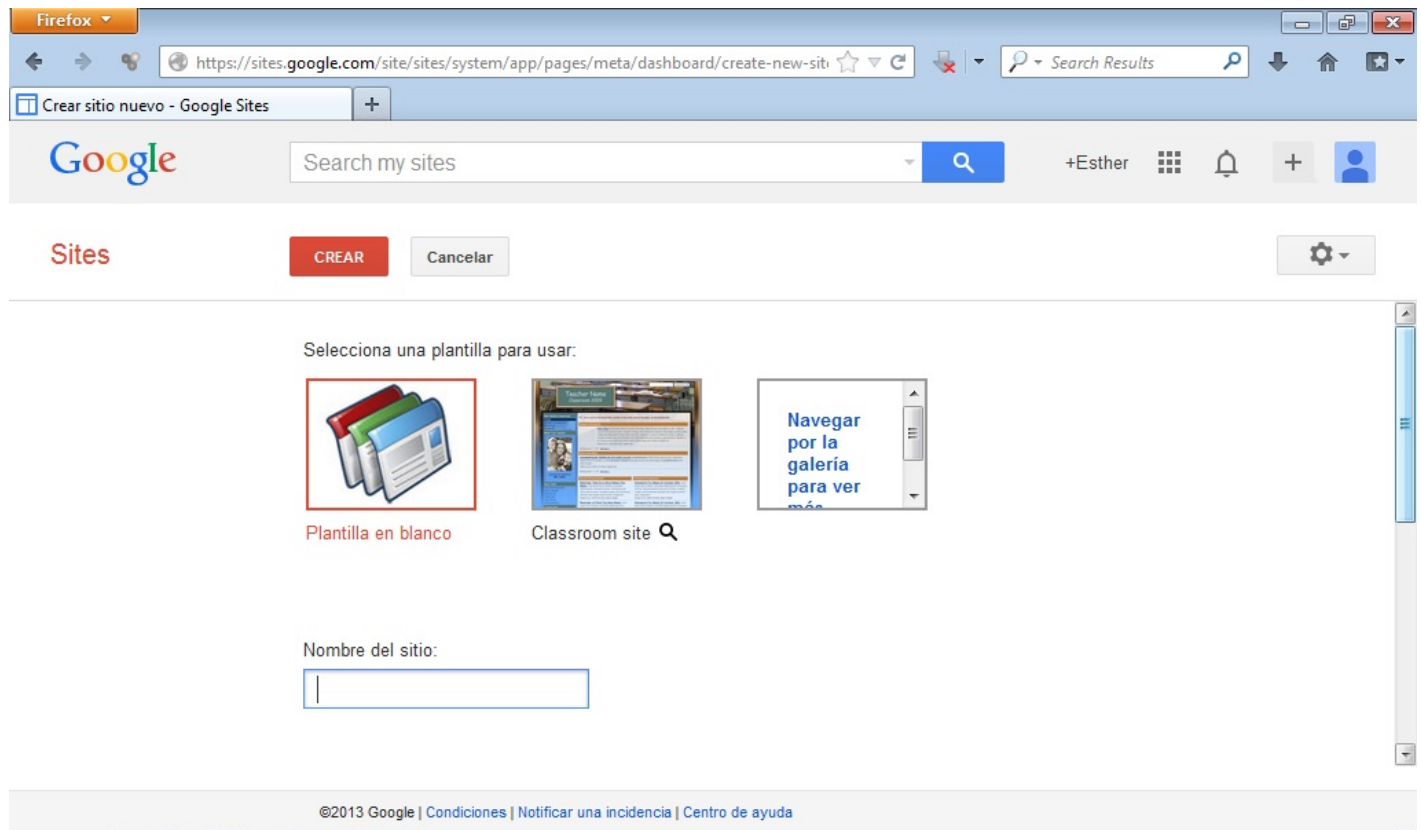 Firefox
https://sites.google.com/site/sites/system/app/pages/meta/dashboard/create-new-sit
Search Results
Crear sitio nuevo - Google Sites
Google
Search my sites
+Esther
Sites
CREAR
Cancelar
Selecciona una plantilla para usar:
Teacher Name
Navegar
por la
galería
para ver
más
Plantilla en blanco
Classroom site
Nombre del sitio:
©2013 Google | Condiciones | Notificar una incidencia | Centro de ayuda